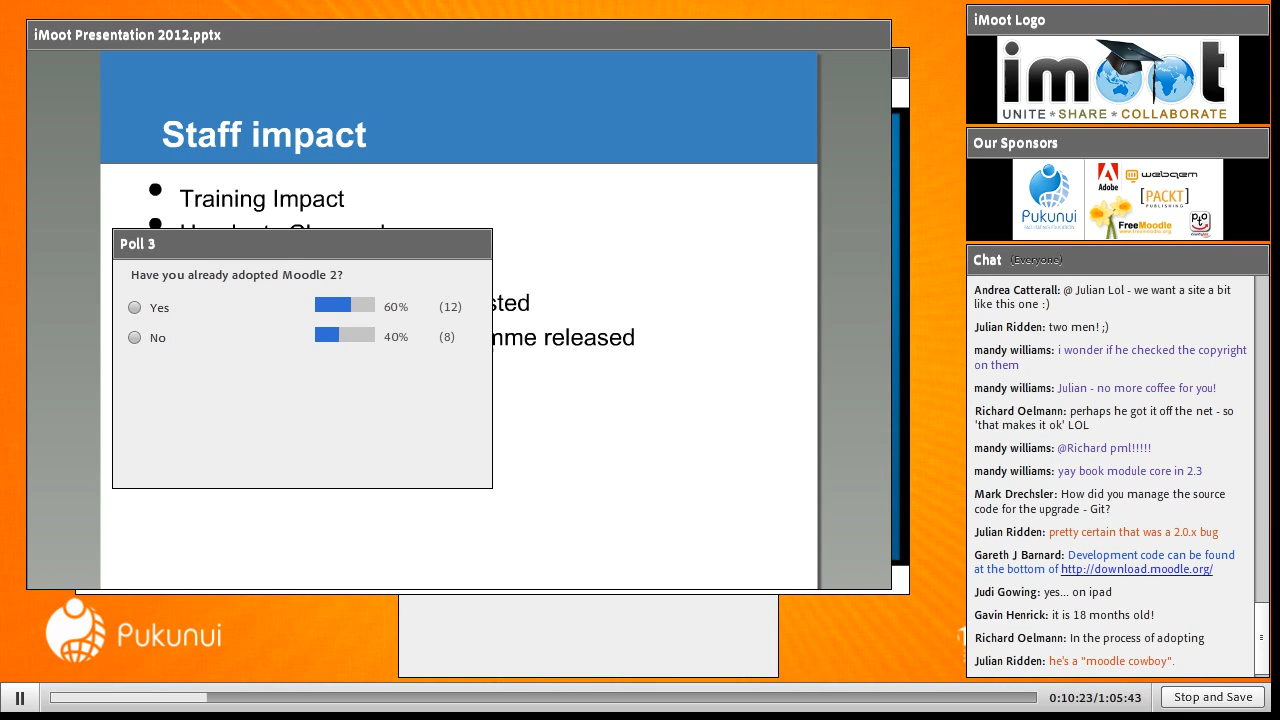 iMoot Presentation 2012.pptx
Staff impact
Training Impact
Poll 3
Have you already adopted Moodle 2?
Yes 60% (12)
No 40% (8)
released
Pukunui
0:10:23/1:05:43
Stop and Save
iMoot Logo
imoot
UNITE * SHARE * COLLABORATE
Our Sponsors
Pukunui
Adobe
webqem
[PACKT]
PUBLISHING
FreeMoodle
Chat (Everyone)
Andrea Catterall: @ Julian Lol - we want a site a bit
like this one :)
Julian Ridden: two men! ;)
mandy williams: i wonder if he checked the copyright
on them
mandy williams: Julian - no more coffee for you!
Richard Oelmann: perhaps he got it off the net - so
'that makes it ok' LOL
mandy williams: @Richard pml!!!!!
mandy williams: yay book module core in 2.3
Mark Drechsler: How did you manage the source
code for the upgrade - Git?
Julian Ridden: pretty certain that was a 2.0.x bug
Gareth J Barnard: Development code can be found
at the bottom of http://download.moodle.org/
Judi Gowing: yes... on ipad
Gavin Henrick: it is 18 months old!
Richard Oelmann: In the process of adopting
Julian Ridden: he's a "moodle cowboy".